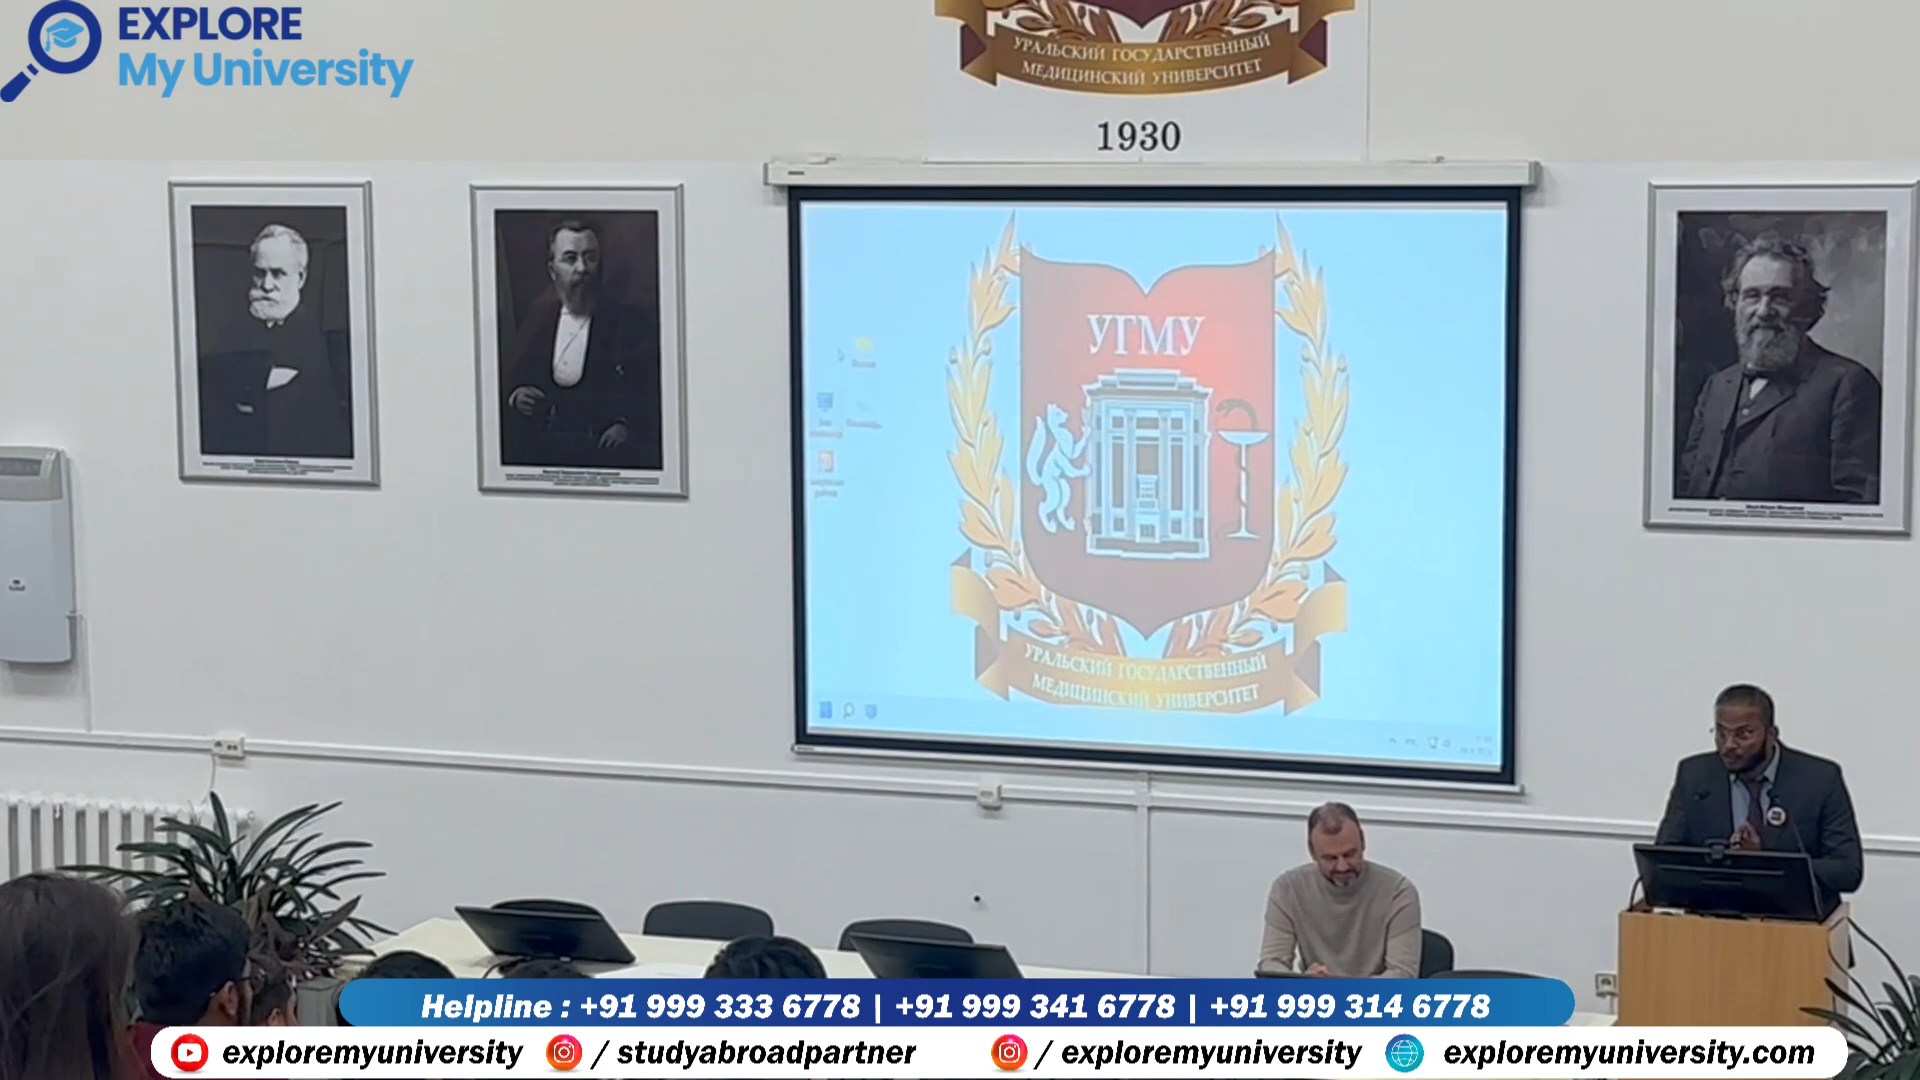 EXPLORE
My University
УРАЛЬСКИЙ ГОСУДАРСТВЕННЫЙ
МЕДИЦИНСКИЙ УНИВЕРСИТЕТ
1930
УГМУ
УРАЛЬСКИЙ ГОСУДАРСТВЕННЫЙ
МЕДИЦИНСКИЙ УНИВЕРСИТЕТ
Helpline : +91 999 333 6778 | +91 999 341 6778 | +91 999 314 6778
exploremyuniversity / studyabroadpartner / exploremyuniversity exploremyuniversity.com